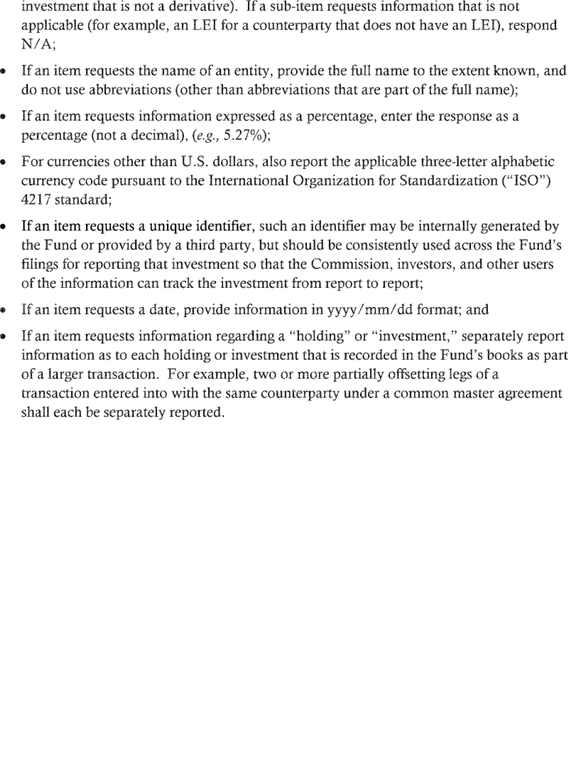 investment that is not a derivative).  If a sub-item requests information that is not
applicable (for example, an LEI for a counterparty that does not have an LEI), respond
N/A;
• If an item requests the name of an entity, provide the full name to the extent known, and
do not use abbreviations (other than abbreviations that are part of the full name);
• If an item requests information expressed as a percentage, enter the response as a
percentage (not a decimal), (e.g., 5.27%);
• For currencies other than U.S. dollars, also report the applicable three-letter alphabetic
currency code pursuant to the International Organization for Standardization (“ISO”)
4217 standard;
• If an item requests a unique identifier, such an identifier may be internally generated by
the Fund or provided by a third party, but should be consistently used across the Fund’s
filings for reporting that investment so that the Commission, investors, and other users
of the information can track the investment from report to report;
• If an item requests a date, provide information in yyyy/mm/dd format; and
• If an item requests information regarding a “holding” or “investment,” separately report
information as to each holding or investment that is recorded in the Fund’s books as part
of a larger transaction.  For example, two or more partially offsetting legs of a
transaction entered into with the same counterparty under a common master agreement
shall each be separately reported.